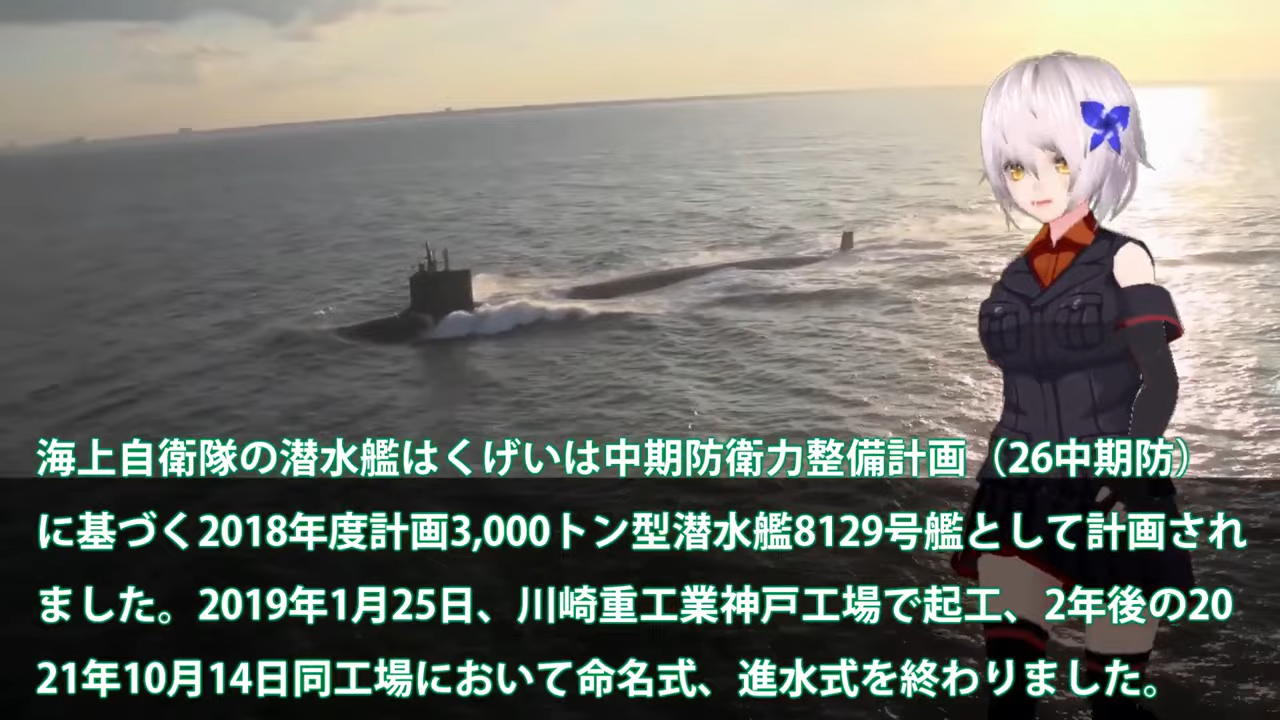 海上自衛隊の潜水艦はくげいは中期防衛力整備計画（26中期防）
に基づく2018年度計画3,000トン型潜水艦8129号艦として計画され
ました。2019年1月25日、川崎重工業神戸工場で起工、2年後の20
21年10月14日同工場において命名式、進水式を終わりました。